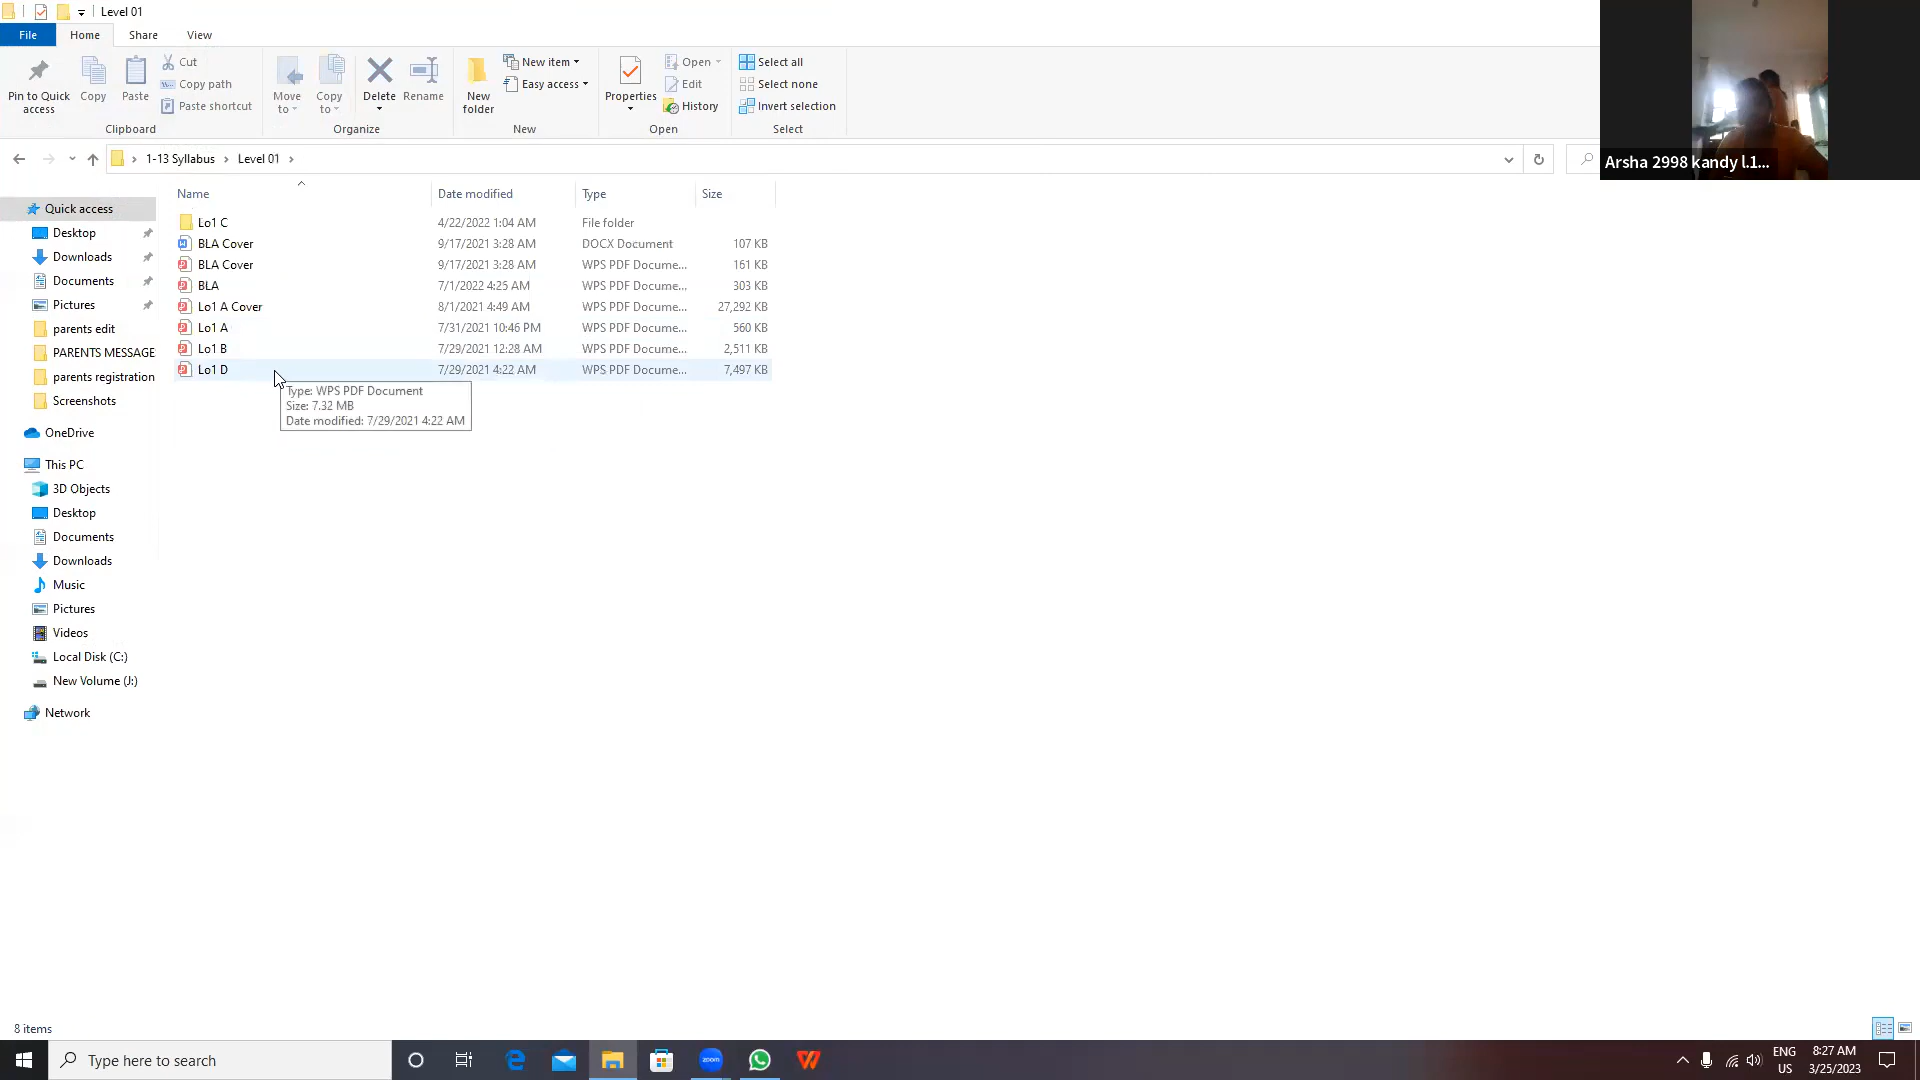 Level 01
File Home Share View
Pin to Quick access
Copy
Paste
Cut
Copy path
Paste shortcut
Clipboard
Move to
Copy to
Delete
Rename
Organize
New folder
New item
Easy access
New
Properties
Open
Edit
History
Open
Select all
Select none
Invert selection
Select
1-13 Syllabus Level 01
Arsha 2998 kandy l.1...
Name Date modified Type Size
Lo1 C 4/22/2022 1:04 AM File folder
BLA Cover 9/17/2021 3:28 AM DOCX Document 107 KB
BLA Cover 9/17/2021 3:28 AM WPS PDF Docume... 161 KB
BLA 7/1/2022 4:25 AM WPS PDF Docume... 303 KB
Lo1 A Cover 8/1/2021 4:49 AM WPS PDF Docume... 27,292 KB
Lo1 A 7/31/2021 10:46 PM WPS PDF Docume... 560 KB
Lo1 B 7/29/2021 12:28 AM WPS PDF Docume... 2,511 KB
Lo1 D 7/29/2021 4:22 AM WPS PDF Docume... 7,497 KB
Type: WPS PDF Document
Size: 7.32 MB
Date modified: 7/29/2021 4:22 AM
Quick access
Desktop
Downloads
Documents
Pictures
parents edit
PARENTS MESSAGE
parents registration
Screenshots
OneDrive
This PC
3D Objects
Desktop
Documents
Downloads
Music
Pictures
Videos
Local Disk (C:)
New Volume (J:)
Network
8 items
Type here to search
zoom
ENG
US
8:27 AM
3/25/2023